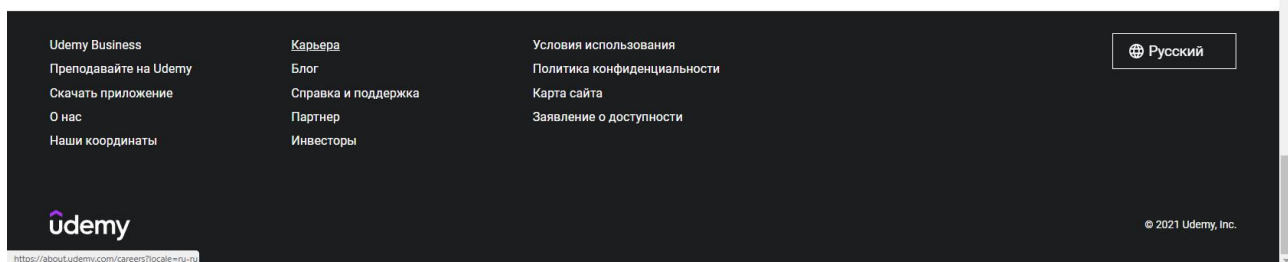 Udemy Business
Преподавайте на Udemy
Скачать приложение
О нас
Наши координаты
Карьера
Блог
Справка и поддержка
Партнер
Инвесторы
Условия использования
Политика конфиденциальности
Карта сайта
Заявление о доступности
Русский
udemy
© 2021 Udemy, Inc.
https://about.udemy.com/careers?locale=ru-ru